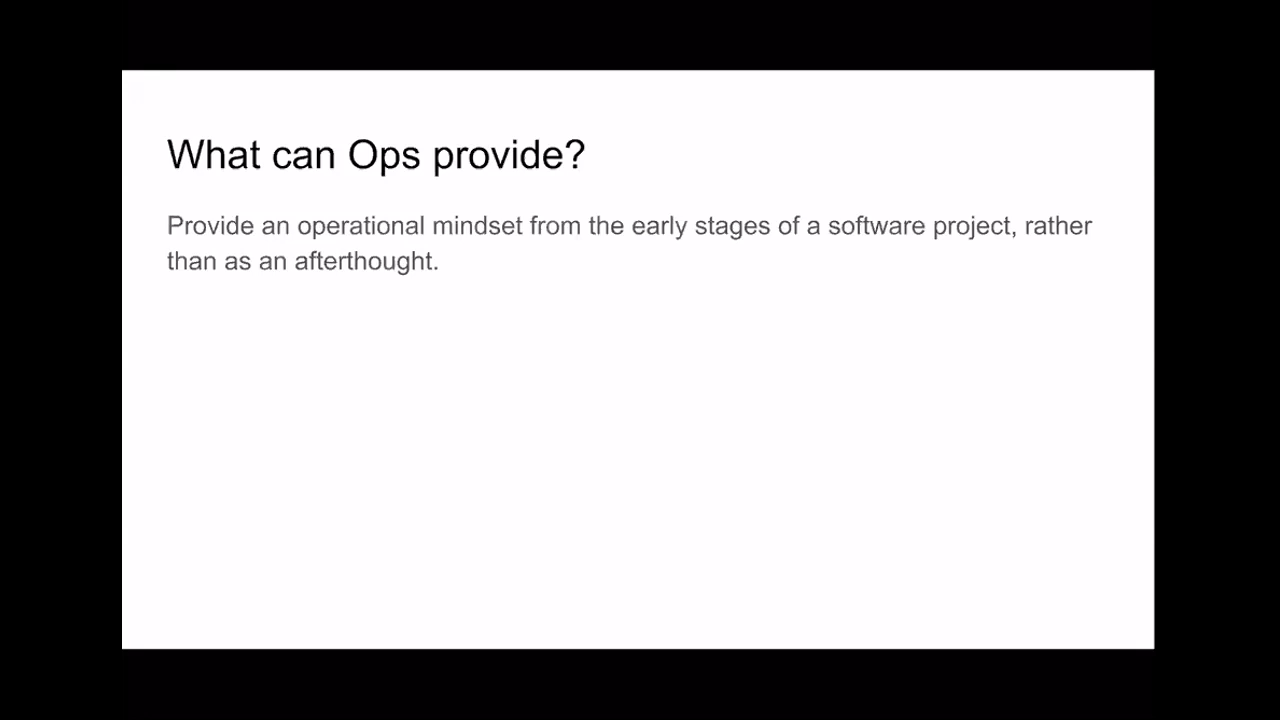 What can Ops provide?
Provide an operational mindset from the early stages of a software project, rather
than as an afterthought.